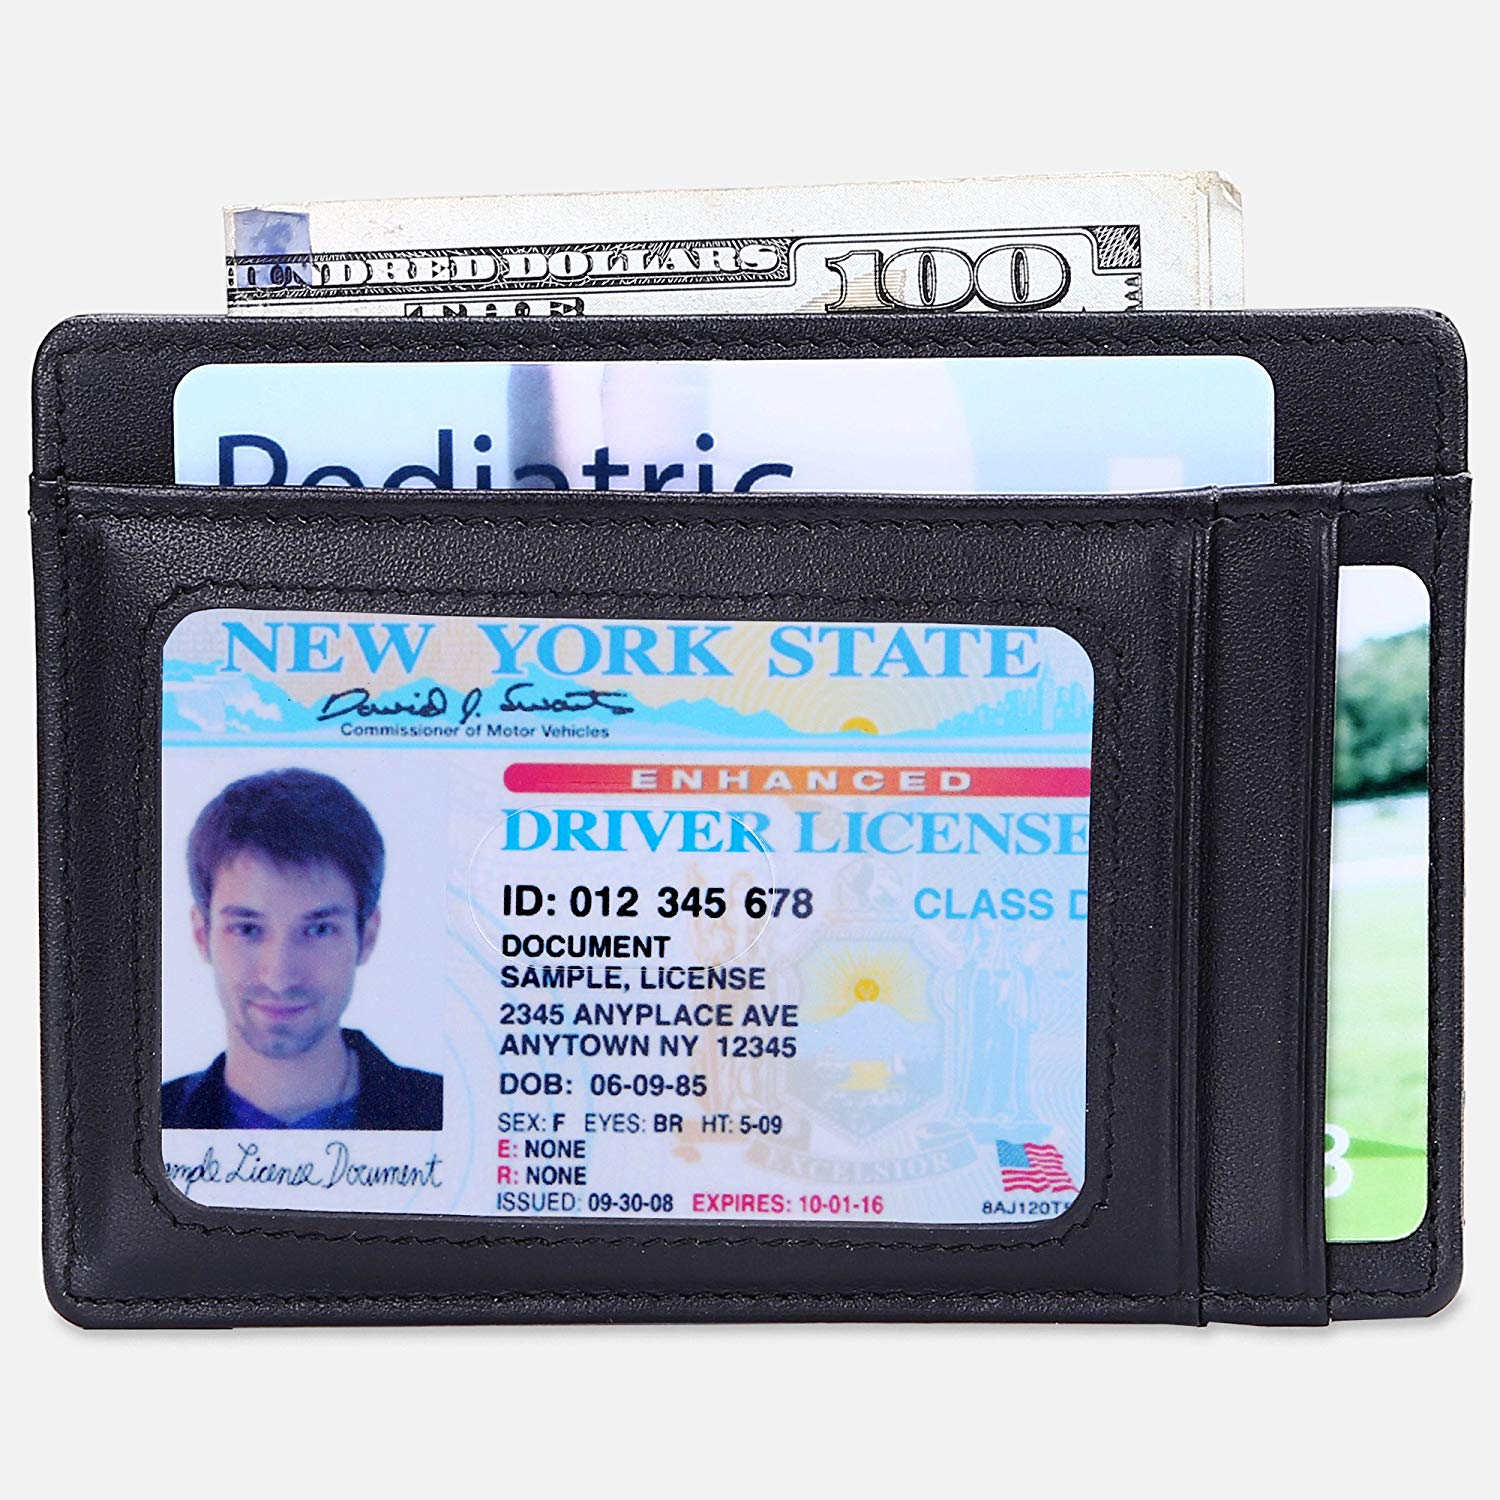 HUNDRED DOLLARS 100
THE
Pediatric
NEW YORK STATE
David J. Swarts
Commissioner of Motor Vehicles
ENHANCED
DRIVER LICENSE
ID: 012 345 678 CLASS D
DOCUMENT
SAMPLE, LICENSE
2345 ANYPLACE AVE
ANYTOWN NY 12345
DOB: 06-09-85
SEX: F EYES: BR HT: 5-09
E: NONE
R: NONE
ISSUED: 09-30-08 EXPIRES: 10-01-16
EXCELSIOR
Sample License Document